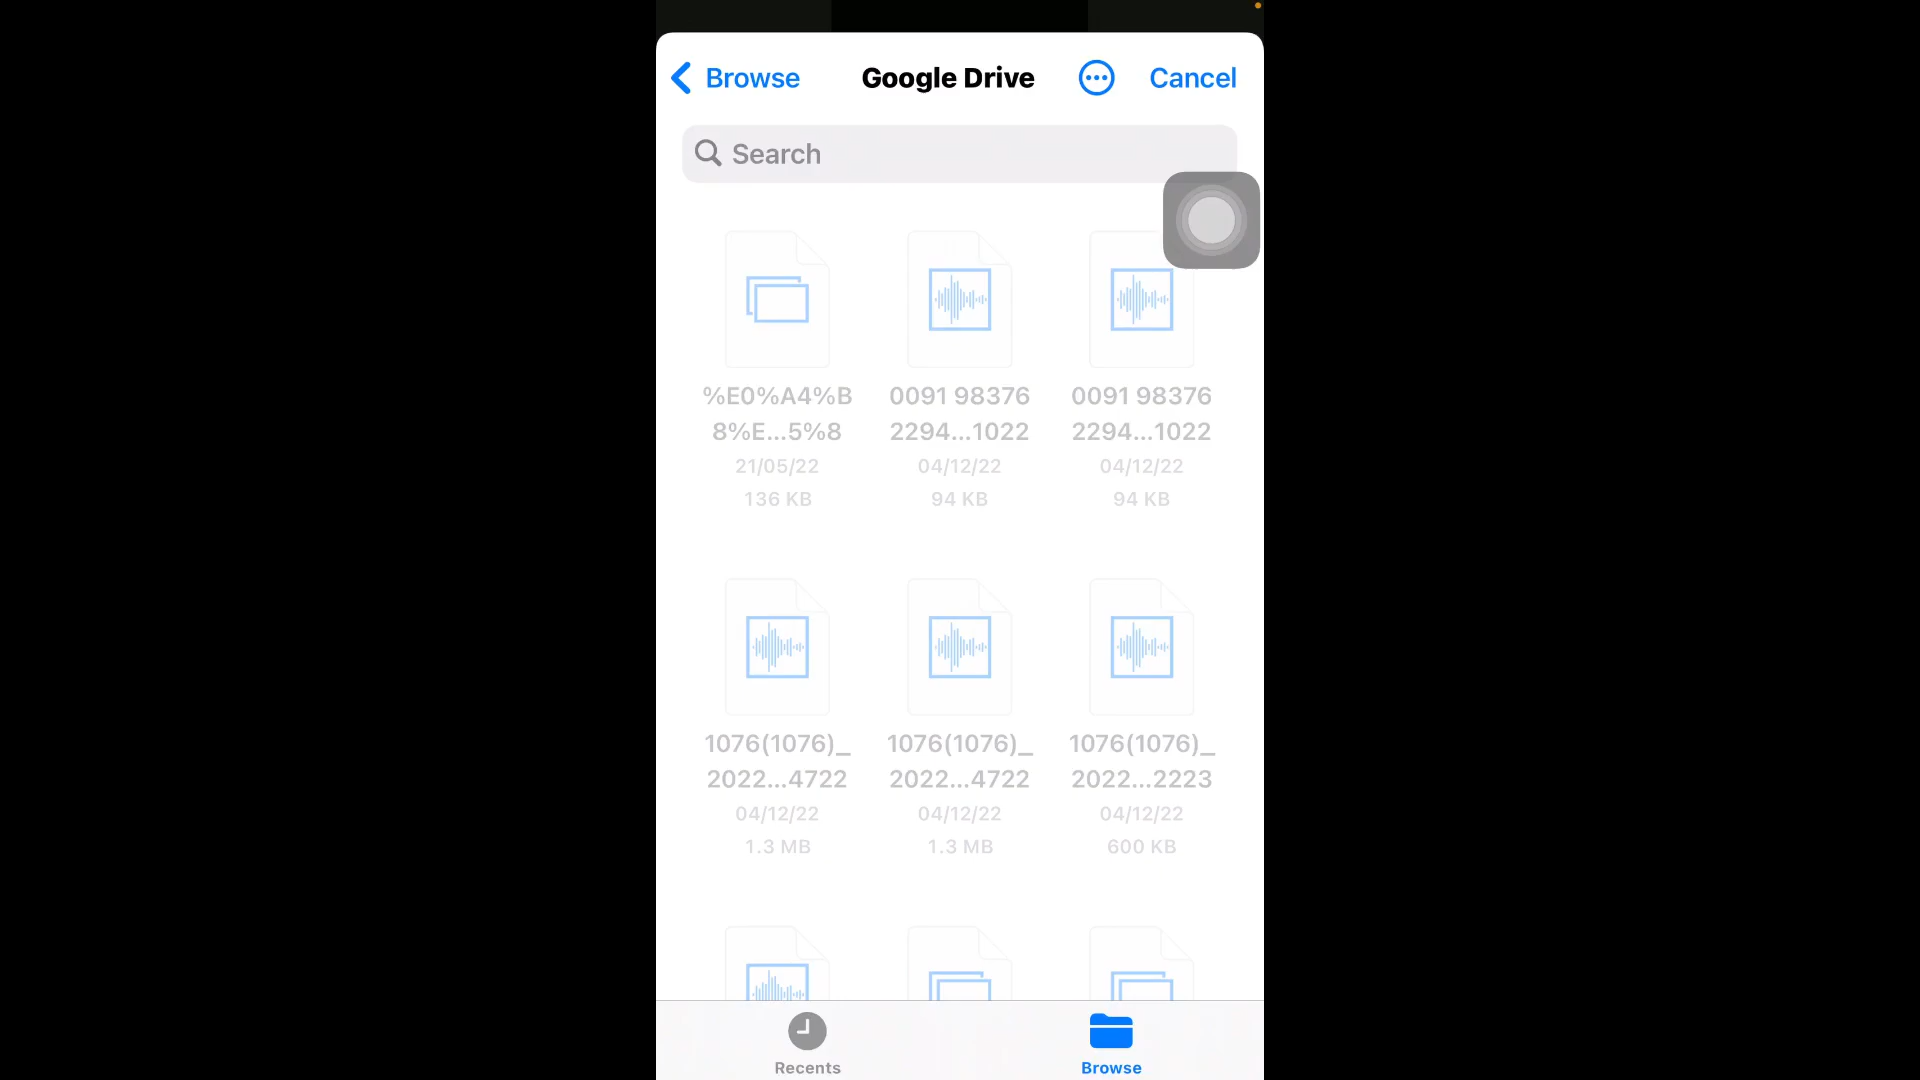 Browse Google Drive Cancel
Search
%E0%A4%B 0091 98376 0091 98376
8%E...5%8 2294...1022 2294...1022
21/05/22 04/12/22 04/12/22
136 KB 94 KB 94 KB
1076(1076)_ 1076(1076)_ 1076(1076)_
2022...4722 2022...4722 2022...2223
04/12/22 04/12/22 04/12/22
1.3 MB 1.3 MB 600 KB
Recents Browse